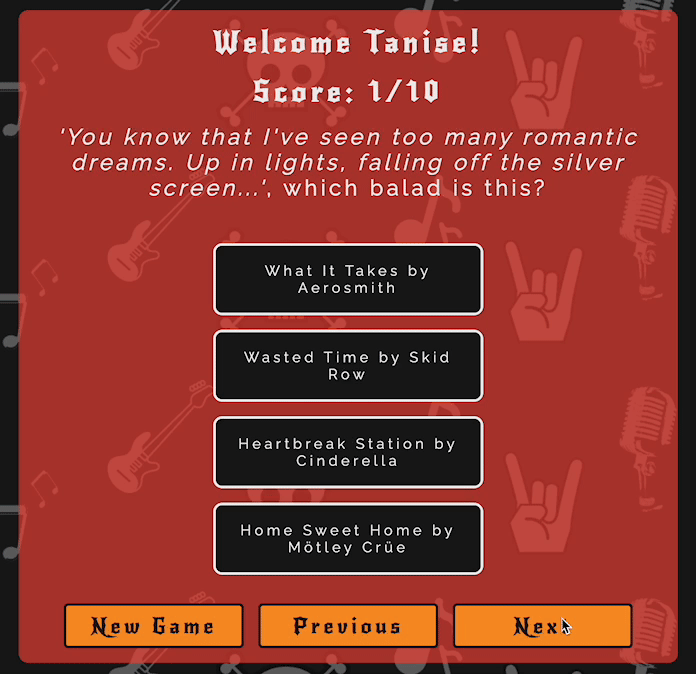 Welcome Tanise!
Score: 1/10
'You know that I've seen too many romantic
dreams. Up in lights, falling off the silver
screen...', which balad is this?
What It Takes by
Aerosmith
Wasted Time by Skid
Row
Heartbreak Station by
Cinderella
Home Sweet Home by
Mötley Crüe
New Game
Previous
Nex